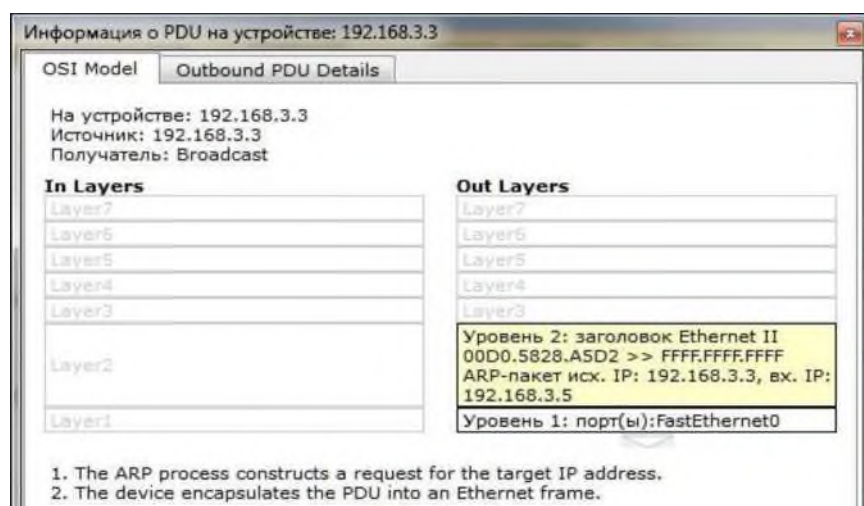 Информация о PDU на устройстве: 192.168.3.3
OSI Model
Outbound PDU Details
На устройстве: 192.168.3.3
Источник: 192.168.3.3
Получатель: Broadcast
In Layers
Layer7
Layer6
Layer5
Layer4
Layer3
Layer2
Layer1
Out Layers
Layer7
Layer6
Layer5
Layer4
Layer3
Уровень 2: заголовок Ethernet II
00D0.5828.A5D2 >> FFFF.FFFF.FFFF
ARP-пакет исх. IP: 192.168.3.3, вх. IP:
192.168.3.5
Уровень 1: порт(ы):FastEthernet0
1. The ARP process constructs a request for the target IP address.
2. The device encapsulates the PDU into an Ethernet frame.